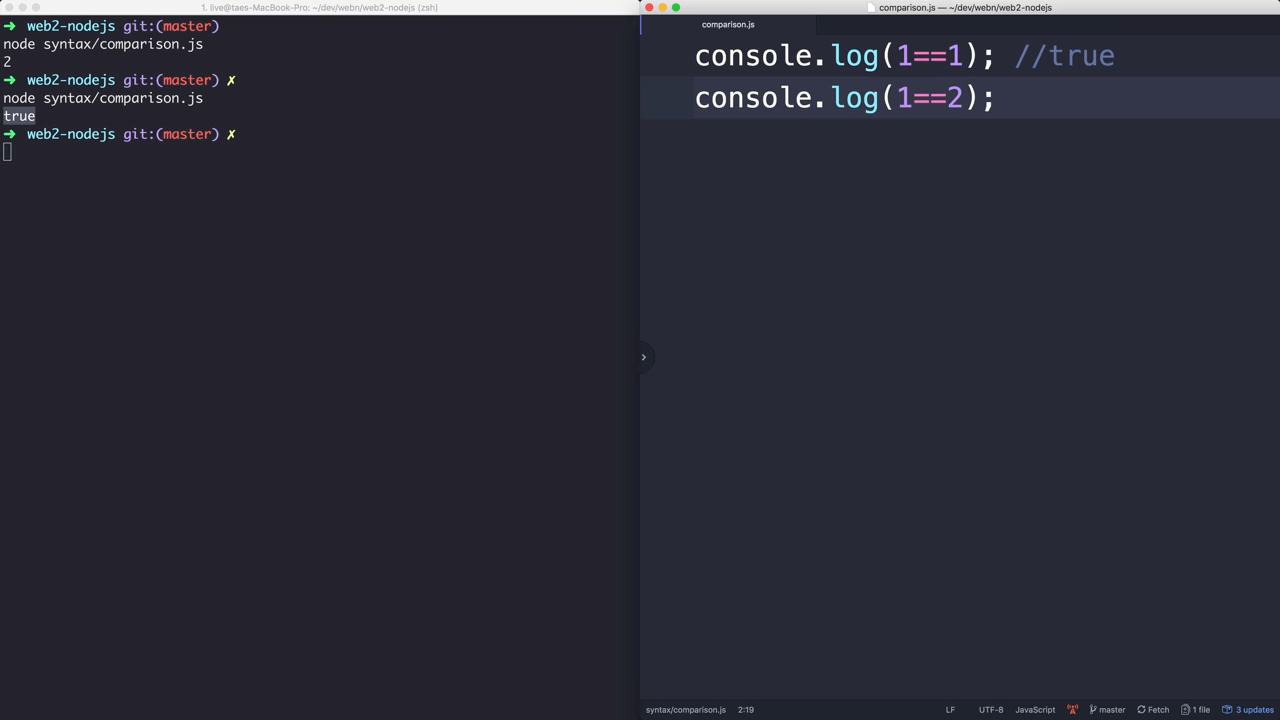 1. live@taes-MacBook-Pro: ~/dev/webn/web2-nodejs (zsh)
➜ web2-nodejs git:(master)
node syntax/comparison.js
2
➜ web2-nodejs git:(master) ✗
node syntax/comparison.js
true
➜ web2-nodejs git:(master) ✗
comparison.js — ~/dev/webn/web2-nodejs
comparison.js
console.log(1==1); //true
console.log(1==2);
syntax/comparison.js 2:19 LF UTF-8 JavaScript master Fetch 1 file 3 updates